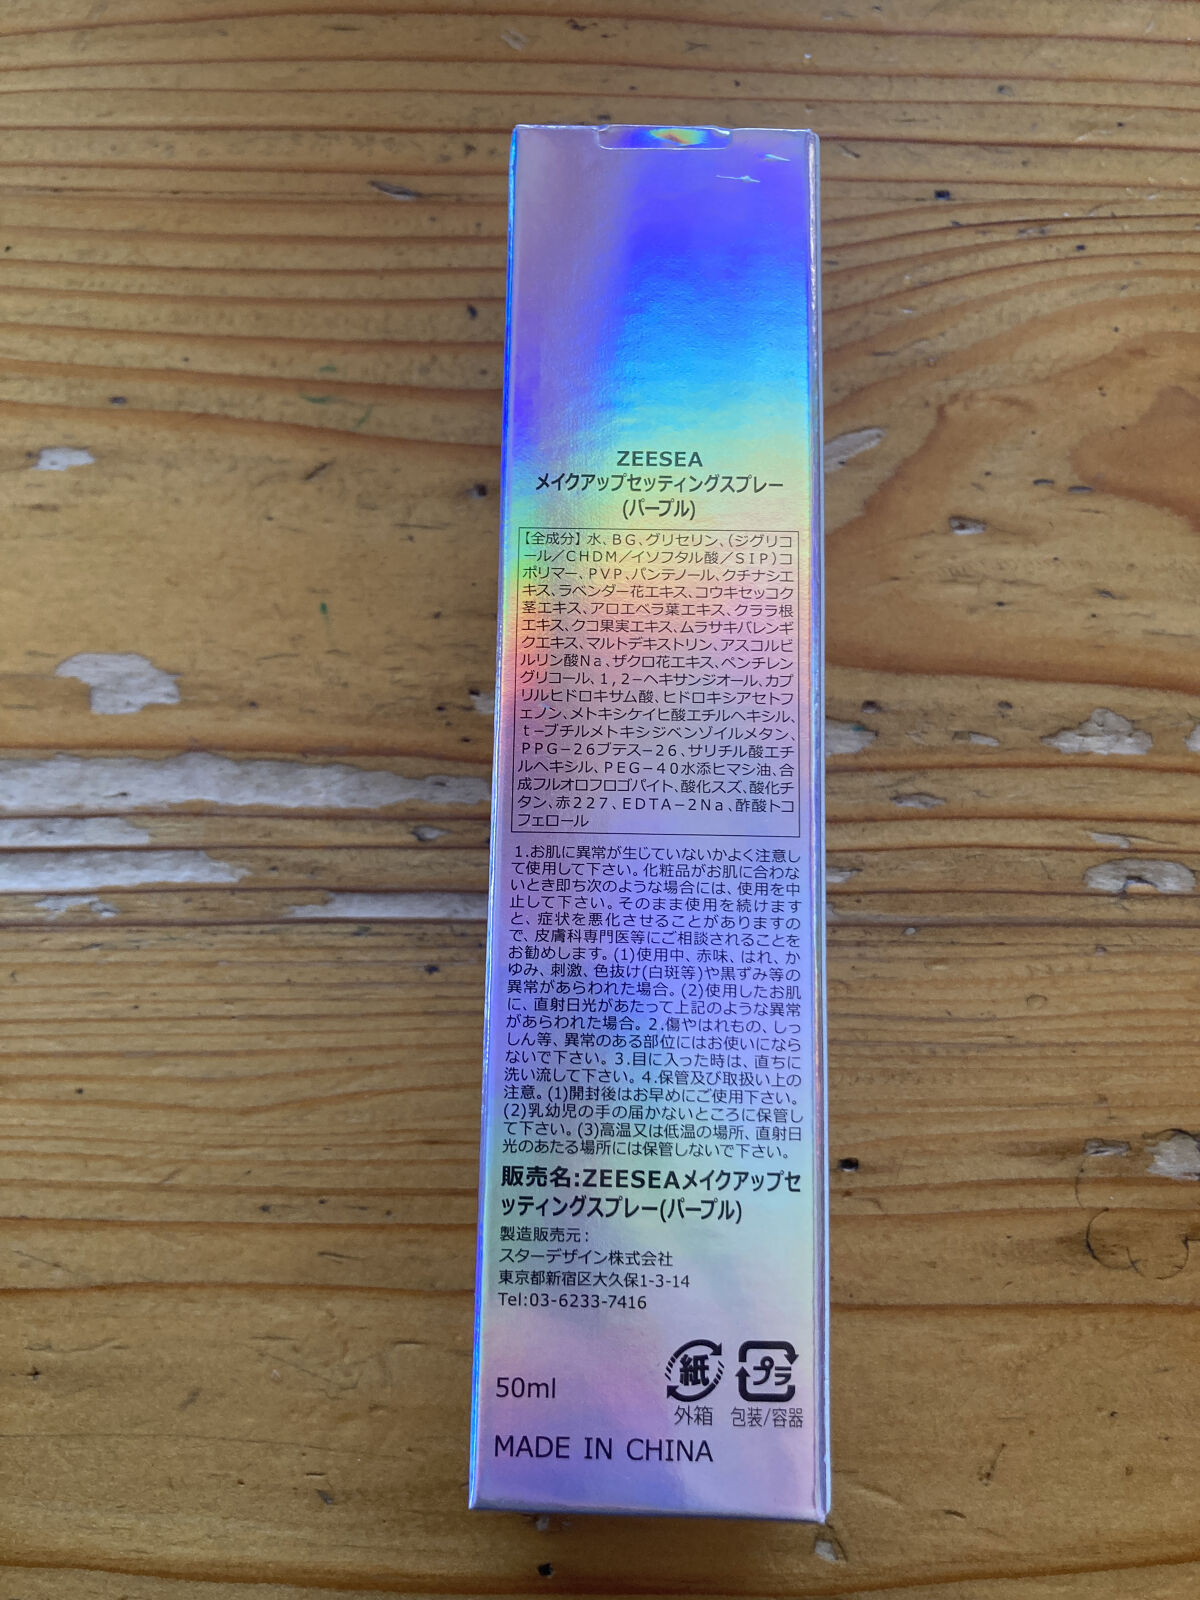 ZEESEA
メイクアップセッティングスプレー
(パープル)
【全成分】水、BG、グリセリン、(ジグリコ
ール／CHDM／イソフタル酸／SIP)コ
ポリマー、PVP、パンテノール、クチナシエ
キス、ラベンダー花エキス、コウキセッコク
茎エキス、アロエベラ葉エキス、クララ根
エキス、クコ果実エキス、ムラサキバレンギ
クエキス、マルトデキストリン、アスコルビ
ルリン酸Na、ザクロ花エキス、ペンチレン
グリコール、1,2−ヘキサンジオール、カプ
リルヒドロキサム酸、ヒドロキシアセトフ
ェノン、メトキシケイヒ酸エチルヘキシル、
t−ブチルメトキシジベンゾイルメタン、
PPG−26ブテス−26、サリチル酸エチ
ルヘキシル、PEG−40水添ヒマシ油、合
成フルオロフロゴパイト、酸化スズ、酸化チ
タン、赤227、EDTA−2Na、酢酸トコ
フェロール
1.お肌に異常が生じていないかよく注意し
て使用して下さい。化粧品がお肌に合わな
いとき即ち次のような場合には、使用を中
止して下さい。そのまま使用を続けます
と、症状を悪化させることがありますの
で、皮膚科専門医等にご相談されることを
お勧めします。(1)使用中、赤味、はれ、か
ゆみ、刺激、色抜け(白斑等)や黒ずみ等の
異常があらわれた場合。(2)使用したお肌
に、直射日光があたって上記のような異常
があらわれた場合。2.傷やはれもの、しっ
しん等、異常のある部位にはお使いになら
ないで下さい。3.目に入った時は、直ちに
洗い流して下さい。4.保管及び取扱い上の
注意。(1)開封後はお早めにご使用下さい。
(2)乳幼児の手の届かないところに保管し
て下さい。(3)高温又は低温の場所、直射日
光のあたる場所には保管しないで下さい。
販売名:ZEESEAメイクアップセ
ッティングスプレー(パープル)
製造販売元:
スターデザイン株式会社
東京都新宿区大久保1-3-14
Tel:03-6233-7416
紙 プラ
50ml
外箱 包装/容器
MADE IN CHINA